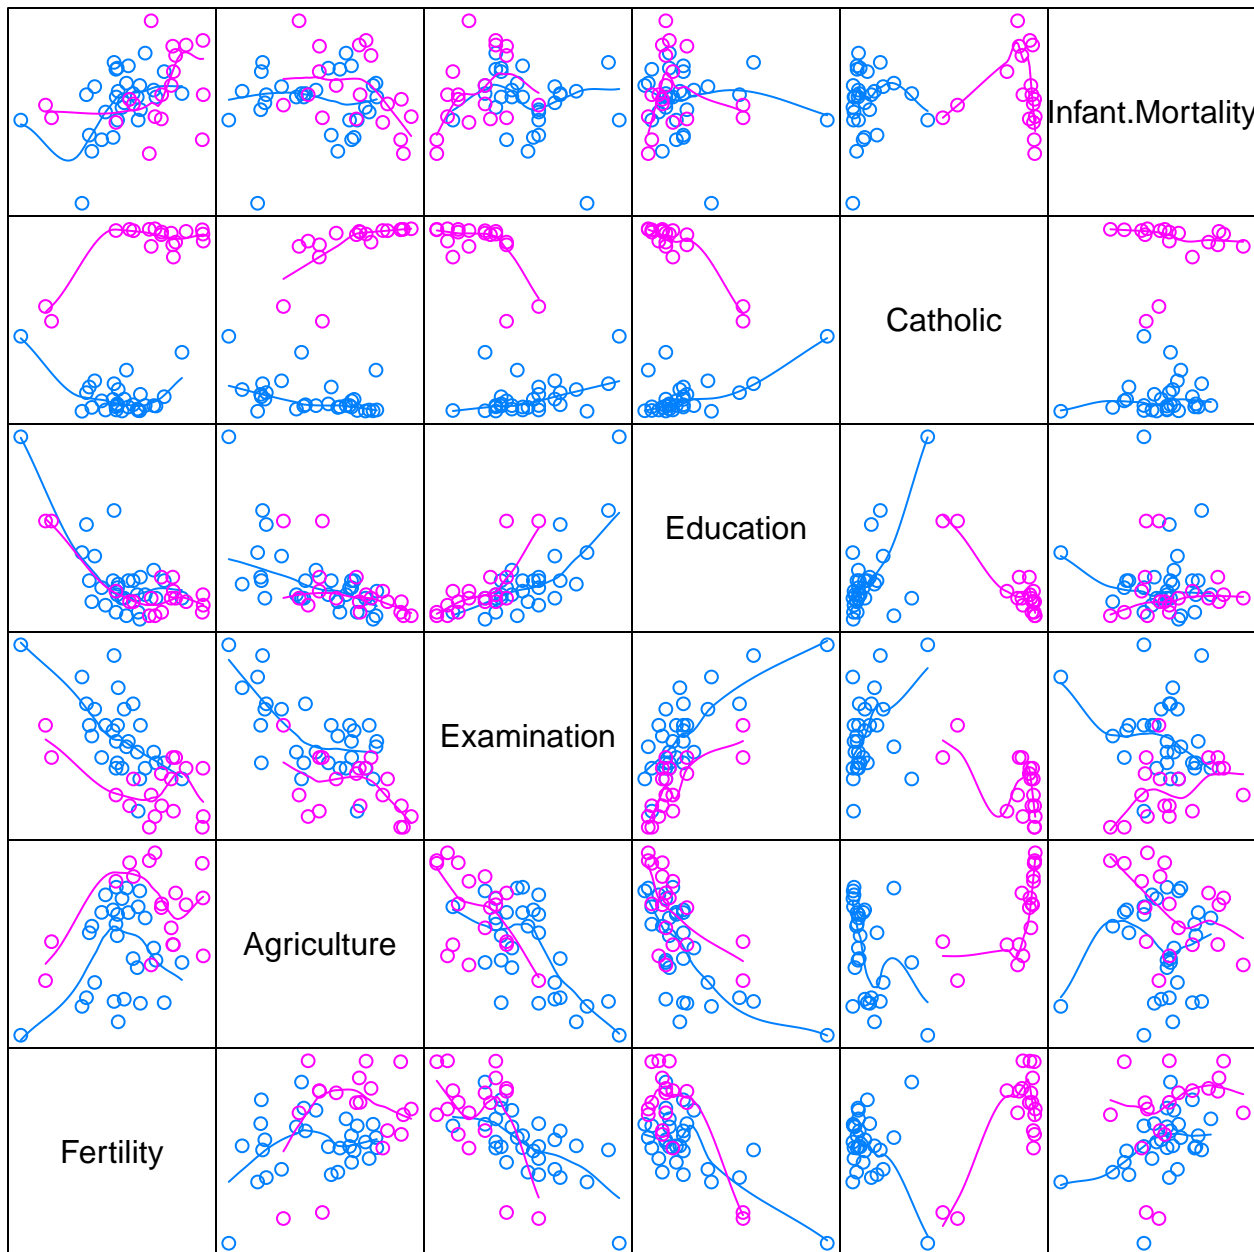 Infant.Mortality
Catholic
Education
Examination
Agriculture
Fertility